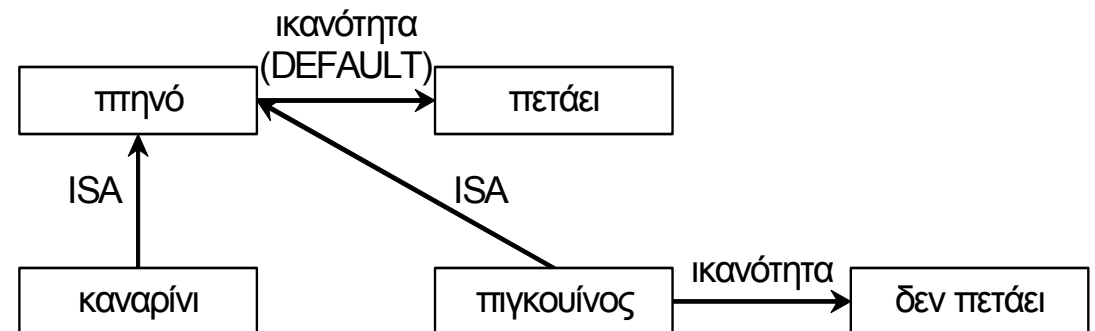 ικανότητα
(DEFAULT)
πτηνό
πετάει
ISA
ISA
ικανότητα
καναρίνι
πιγκουίνος
δεν πετάει